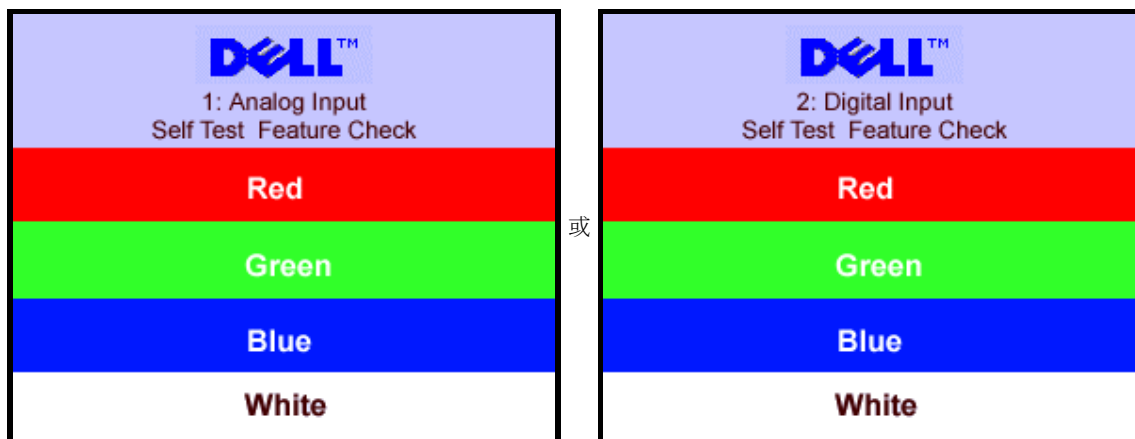 DELL™
1: Analog Input
Self Test Feature Check
Red
Green
Blue
White
或
DELL™
2: Digital Input
Self Test Feature Check
Red
Green
Blue
White